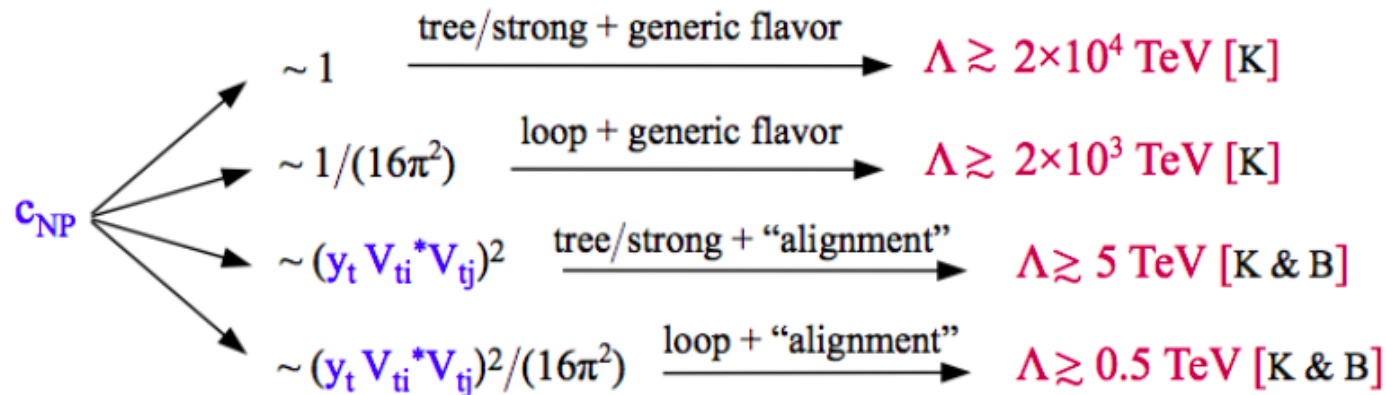 ~ 1 tree/strong + generic flavor Λ ≳ 2×10⁴ TeV [K]
~ 1/(16π²) loop + generic flavor Λ ≳ 2×10³ TeV [K]
c_NP
~ (y_t V_ti* V_tj)² tree/strong + “alignment” Λ ≳ 5 TeV [K & B]
~ (y_t V_ti* V_tj)²/(16π²) loop + “alignment” Λ ≳ 0.5 TeV [K & B]